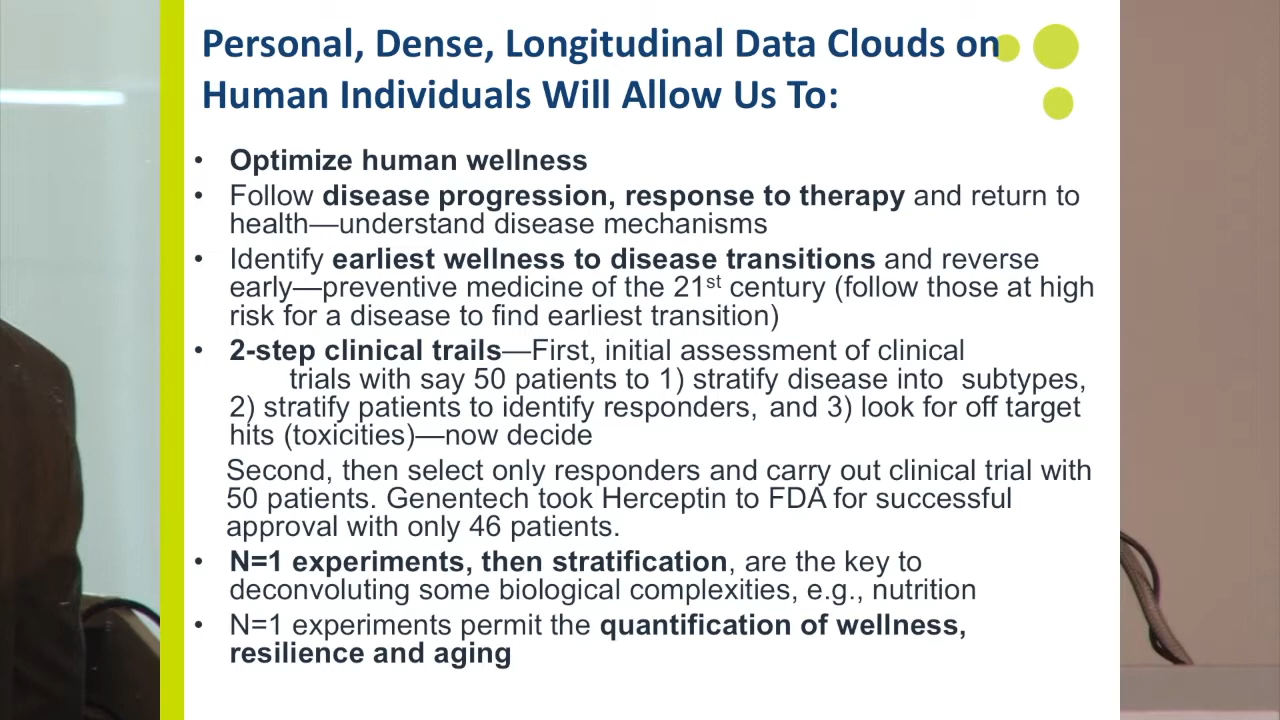 Personal, Dense, Longitudinal Data Clouds on
Human Individuals Will Allow Us To:
• Optimize human wellness
• Follow disease progression, response to therapy and return to
health—understand disease mechanisms
• Identify earliest wellness to disease transitions and reverse
early—preventive medicine of the 21st century (follow those at high
risk for a disease to find earliest transition)
• 2-step clinical trails—First, initial assessment of clinical
trials with say 50 patients to 1) stratify disease into subtypes,
2) stratify patients to identify responders, and 3) look for off target
hits (toxicities)—now decide
Second, then select only responders and carry out clinical trial with
50 patients. Genentech took Herceptin to FDA for successful
approval with only 46 patients.
• N=1 experiments, then stratification, are the key to
deconvoluting some biological complexities, e.g., nutrition
• N=1 experiments permit the quantification of wellness,
resilience and aging